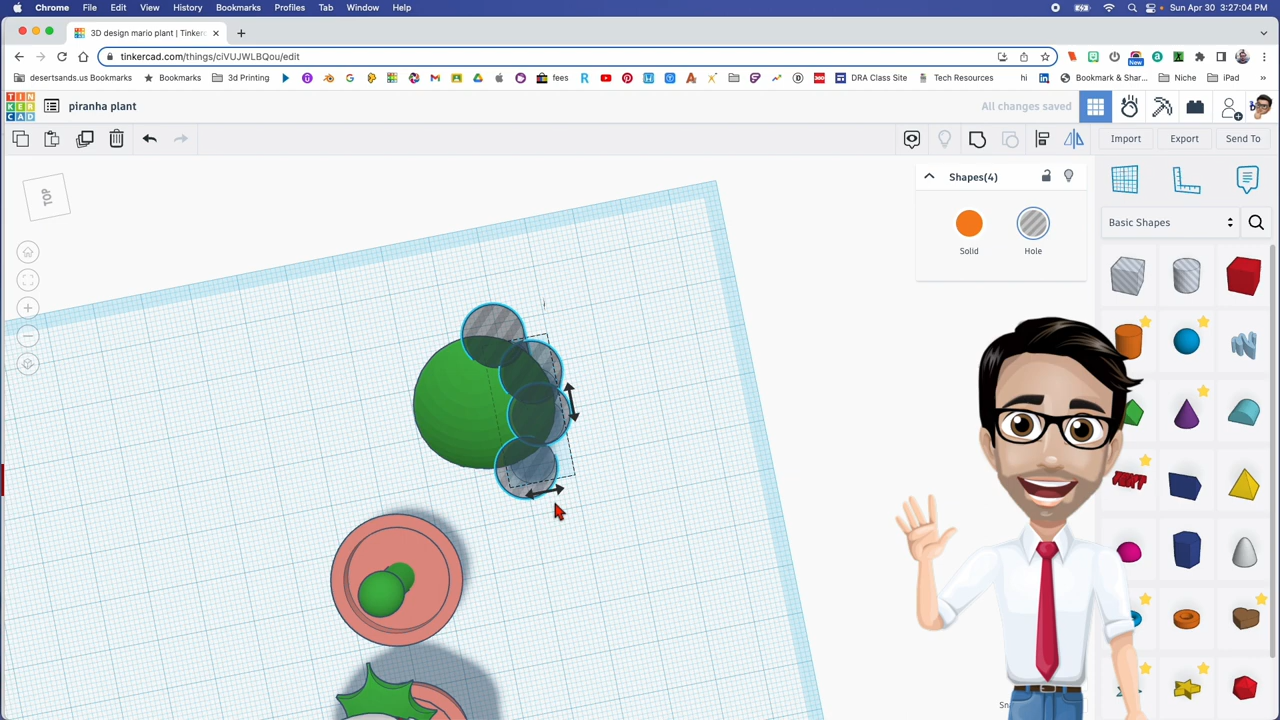 Chrome File Edit View History Bookmarks Profiles Tab Window Help Sun Apr 30 3:27:04 PM
3D design mario plant | Tinker
tinkercad.com/things/ciVUJWLBQou/edit
desertsands.us Bookmarks Bookmarks 3d Printing fees DRA Class Site Tech Resources hi Bookmark & Shar... Niche iPad
New
TIN
KER
CAD
piranha plant
All changes saved
Import Export Send To
TOP
Shapes(4)
Solid Hole
Basic Shapes
TEXT